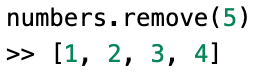 numbers.remove(5)
>> [1, 2, 3, 4]